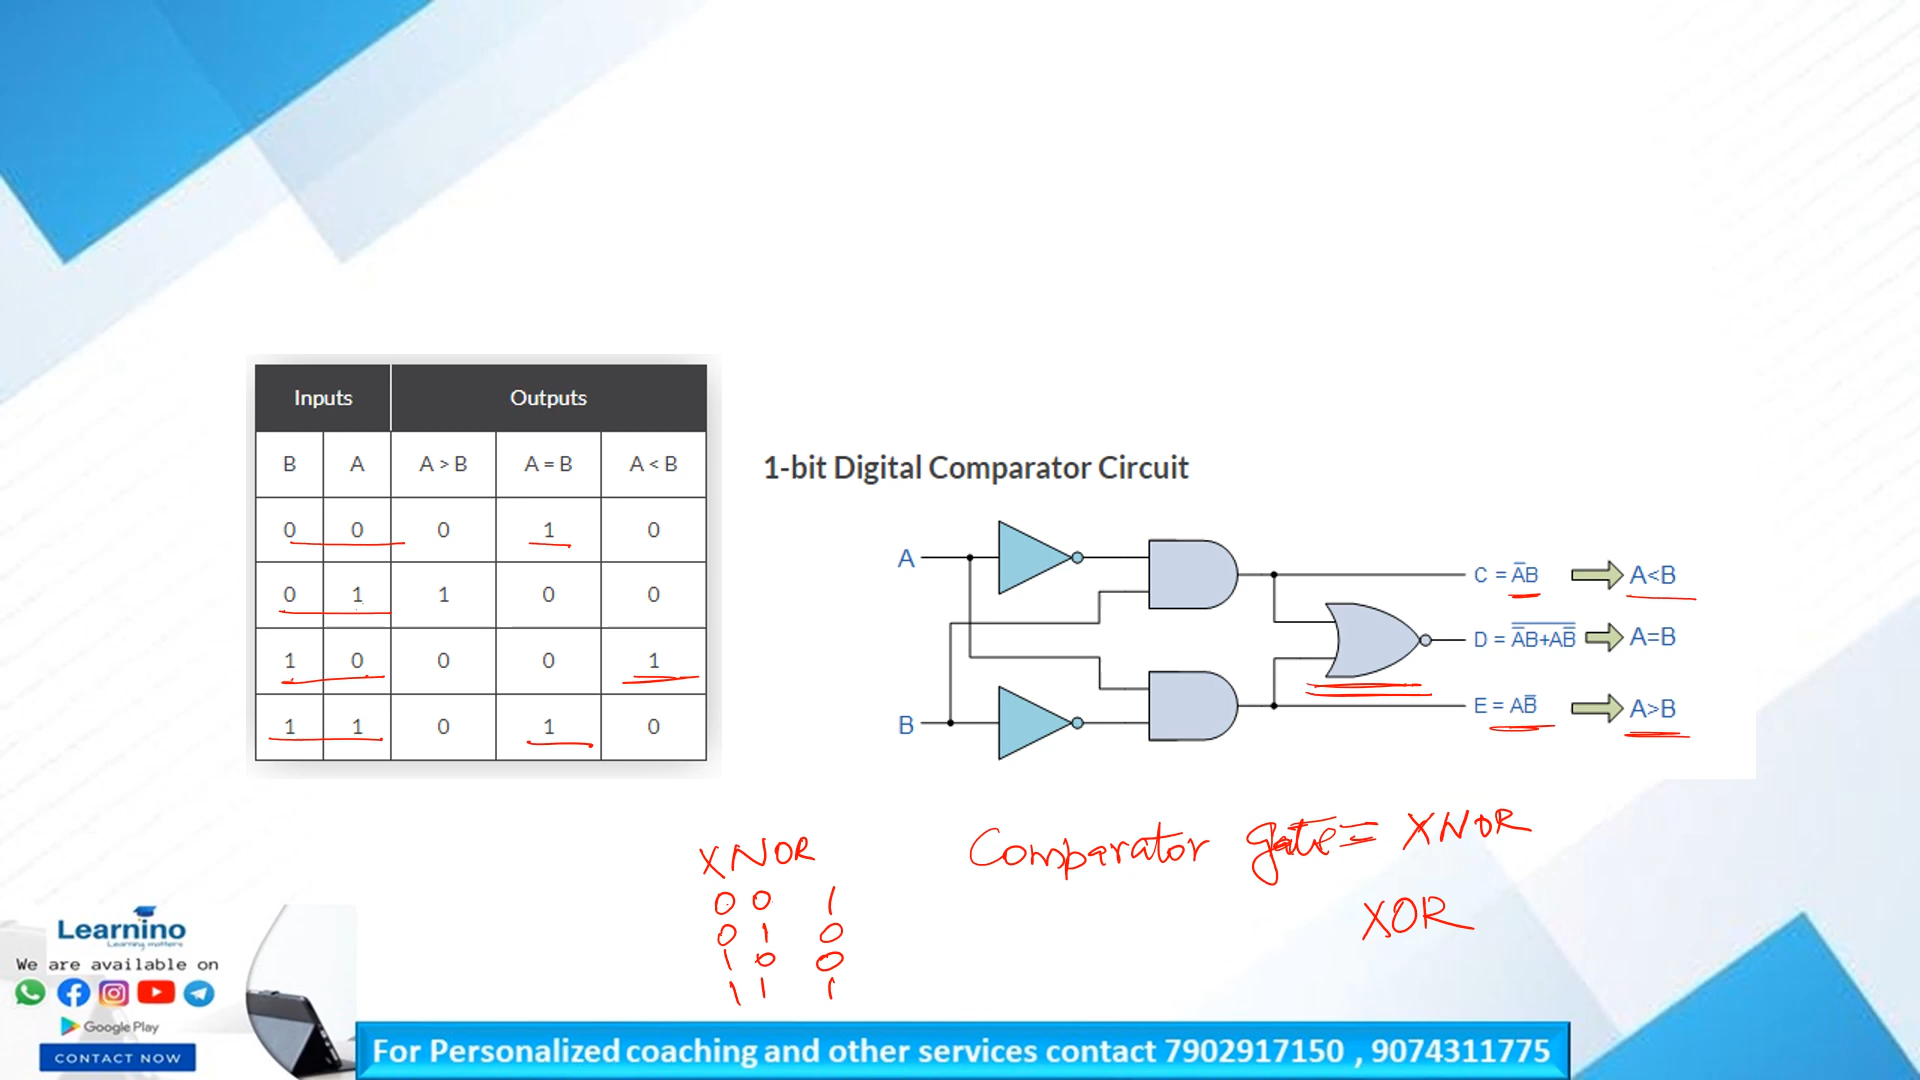 Inputs Outputs
B A A > B A = B A < B
0 0 0 1 0
0 1 1 0 0
1 0 0 0 1
1 1 0 1 0
1-bit Digital Comparator Circuit
A
B
C = A̅B A<B
D = \overline{A̅B+AB̅} A=B
E = AB̅ A>B
XNOR
0 0 1
0 1 0
1 0 0
1 1 1
Comparator gate = XNOR
XOR
Learnino
Learning matters
We are available on
Google Play
CONTACT NOW
For Personalized coaching and other services contact 7902917150 , 9074311775